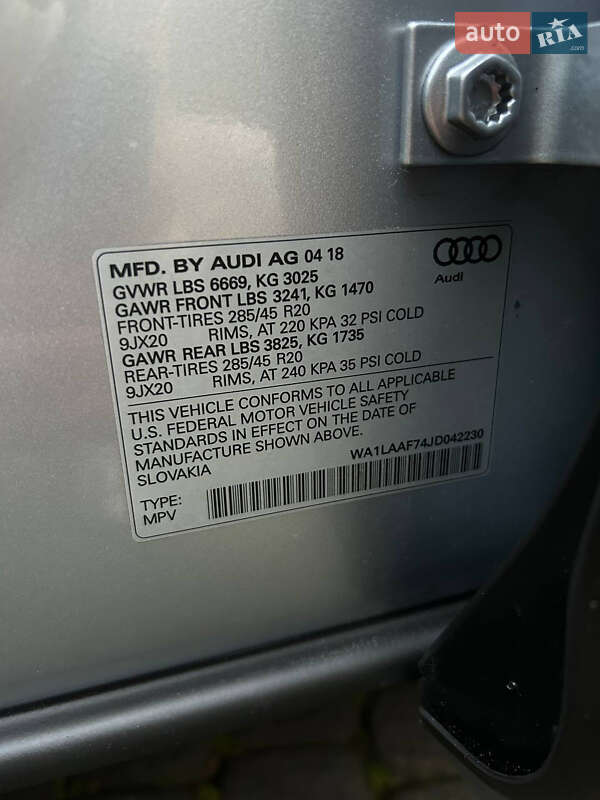 auto RIA
.com
MFD. BY AUDI AG 04 18
GVWR LBS 6669, KG 3025
GAWR FRONT LBS 3241, KG 1470
FRONT-TIRES 285/45 R20
9JX20 RIMS, AT 220 KPA 32 PSI COLD
GAWR REAR LBS 3825, KG 1735
REAR-TIRES 285/45 R20
9JX20 RIMS, AT 240 KPA 35 PSI COLD
Audi
THIS VEHICLE CONFORMS TO ALL APPLICABLE
U.S. FEDERAL MOTOR VEHICLE SAFETY
STANDARDS IN EFFECT ON THE DATE OF
MANUFACTURE SHOWN ABOVE.
SLOVAKIA
WA1LAAF74JD042230
TYPE:
MPV